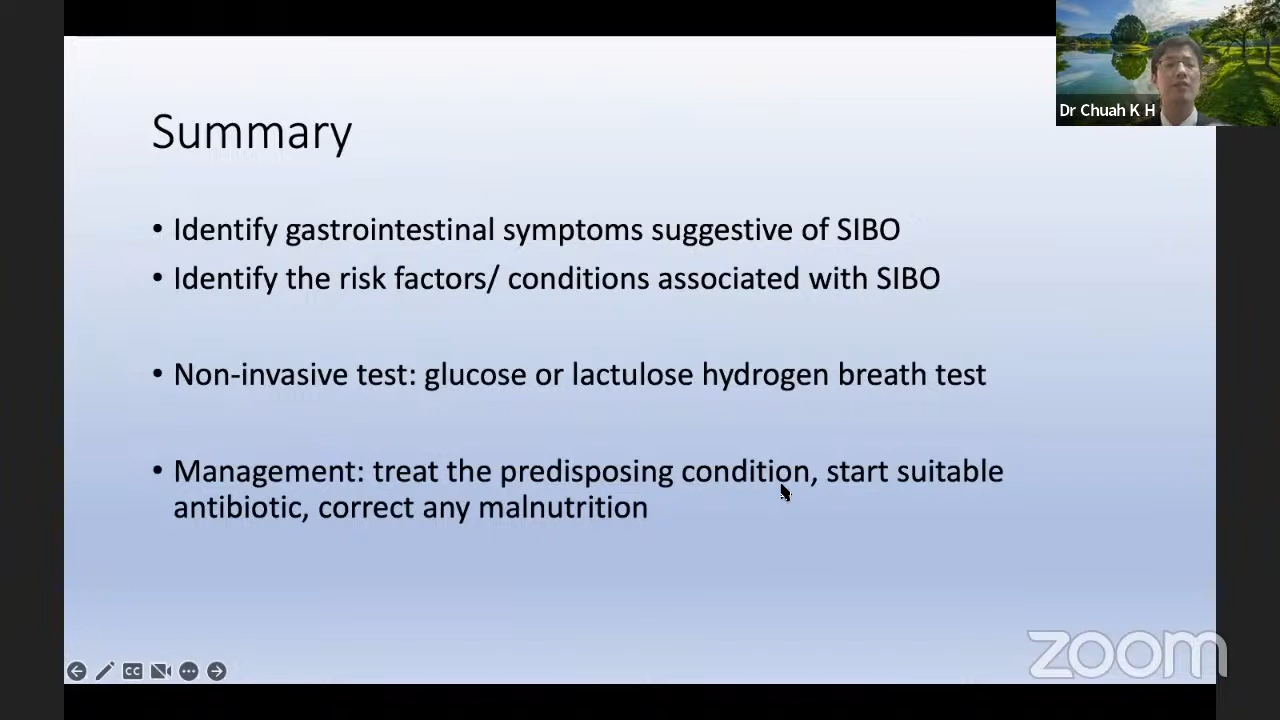 Dr Chuah K H
Summary
• Identify gastrointestinal symptoms suggestive of SIBO
• Identify the risk factors/ conditions associated with SIBO
• Non-invasive test: glucose or lactulose hydrogen breath test
• Management: treat the predisposing condition, start suitable
antibiotic, correct any malnutrition
CC
zoom